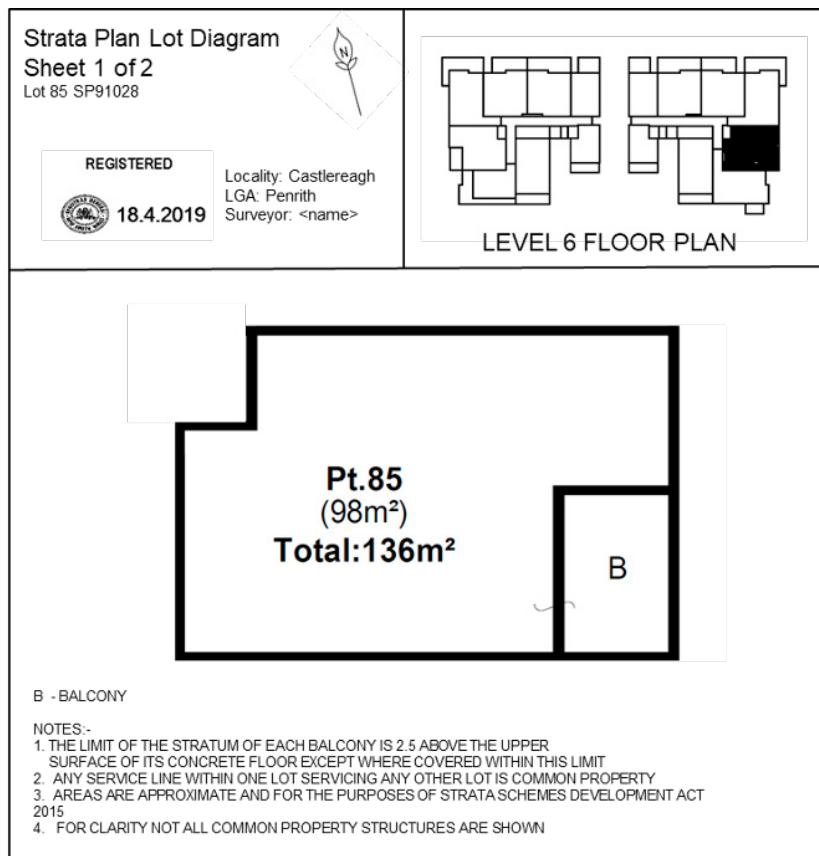 Strata Plan Lot Diagram
Sheet 1 of 2
Lot 85 SP91028
N
REGISTERED
18.4.2019
Locality: Castlereagh
LGA: Penrith
Surveyor: <name>
LEVEL 6 FLOOR PLAN
Pt.85
(98m²)
Total:136m²
B
B - BALCONY
NOTES:-
1. THE LIMIT OF THE STRATUM OF EACH BALCONY IS 2.5 ABOVE THE UPPER
SURFACE OF ITS CONCRETE FLOOR EXCEPT WHERE COVERED WITHIN THIS LIMIT
2. ANY SERVICE LINE WITHIN ONE LOT SERVICING ANY OTHER LOT IS COMMON PROPERTY
3. AREAS ARE APPROXIMATE AND FOR THE PURPOSES OF STRATA SCHEMES DEVELOPMENT ACT
2015
4. FOR CLARITY NOT ALL COMMON PROPERTY STRUCTURES ARE SHOWN